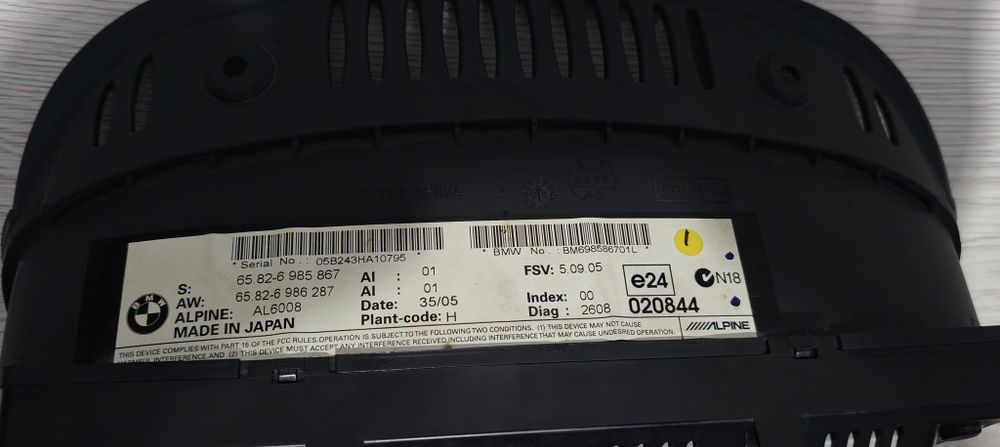 * Serial No. : 05B243HA10795 *
* BMW No. : BM698586701L *
1
S: 65.82-6 985 867 AI : 01 FSV: 5.09.05
AW: 65.82-6 986 287 AI : 01
ALPINE: AL6008 Date: 35/05 Index: 00
MADE IN JAPAN Plant-code: H Diag : 2608
e24
020844
N18
ALPINE
BMW
THIS DEVICE COMPLIES WITH PART 15 OF THE FCC RULES.OPERATION IS SUBJECT TO THE FOLLOWING TWO CONDITIONS. (1) THIS DEVICE MAY NOT CAUSE
HARMFUL INTERFERENCE,AND (2) THIS DEVICE MUST ACCEPT ANY INTERFERENCE RECEIVED,INCLUDING INTERFERENCE THAT MAY CAUSE UNDESIRED OPERATION.